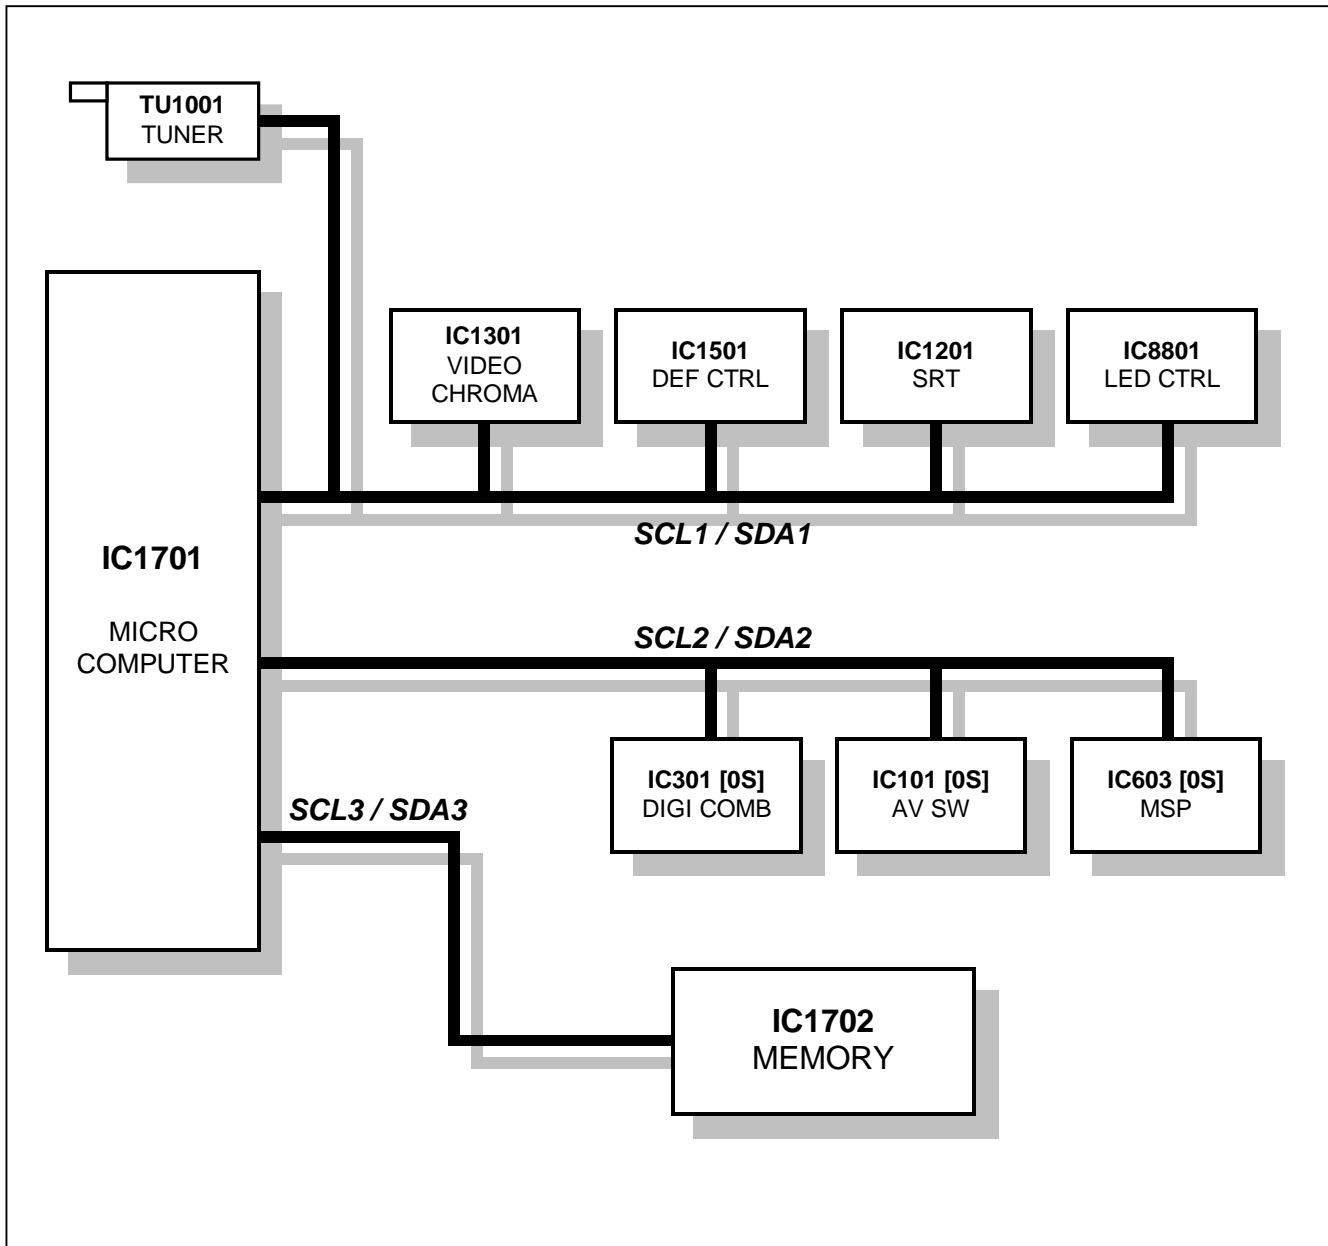 TU1001
TUNER
IC1301
VIDEO
CHROMA
IC1501
DEF CTRL
IC1201
SRT
IC8801
LED CTRL
SCL1 / SDA1
IC1701
MICRO
COMPUTER
SCL2 / SDA2
IC301 [0S]
DIGI COMB
IC101 [0S]
AV SW
IC603 [0S]
MSP
SCL3 / SDA3
IC1702
MEMORY